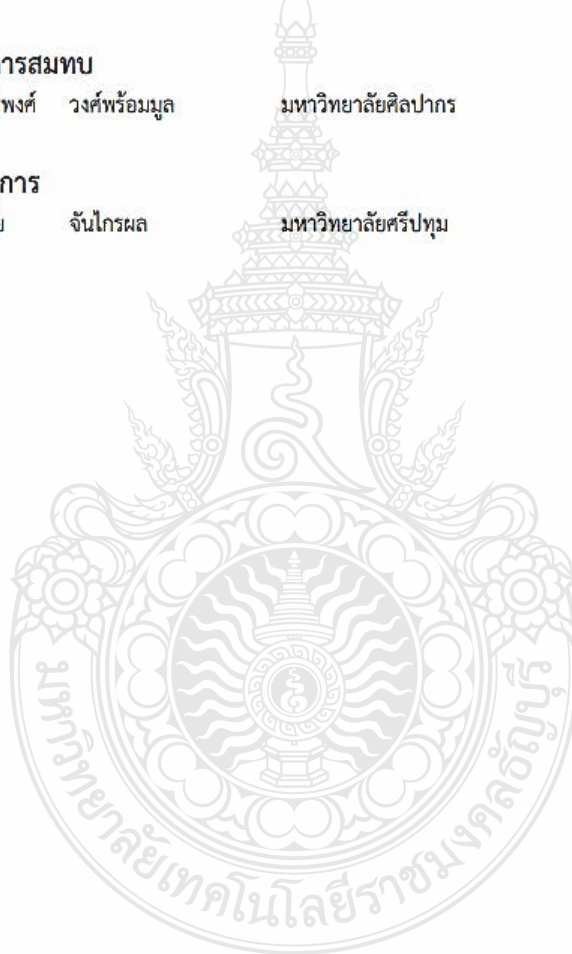 ารสมทบ
พงศ์ วงศ์พร้อมมูล มหาวิทยาลัยศิลปากร
การ
ย จันไกรผล มหาวิทยาลัยศรีปทุม
มหาวิทยาลัยเทคโนโลยีราชมงคลธัญบุรี